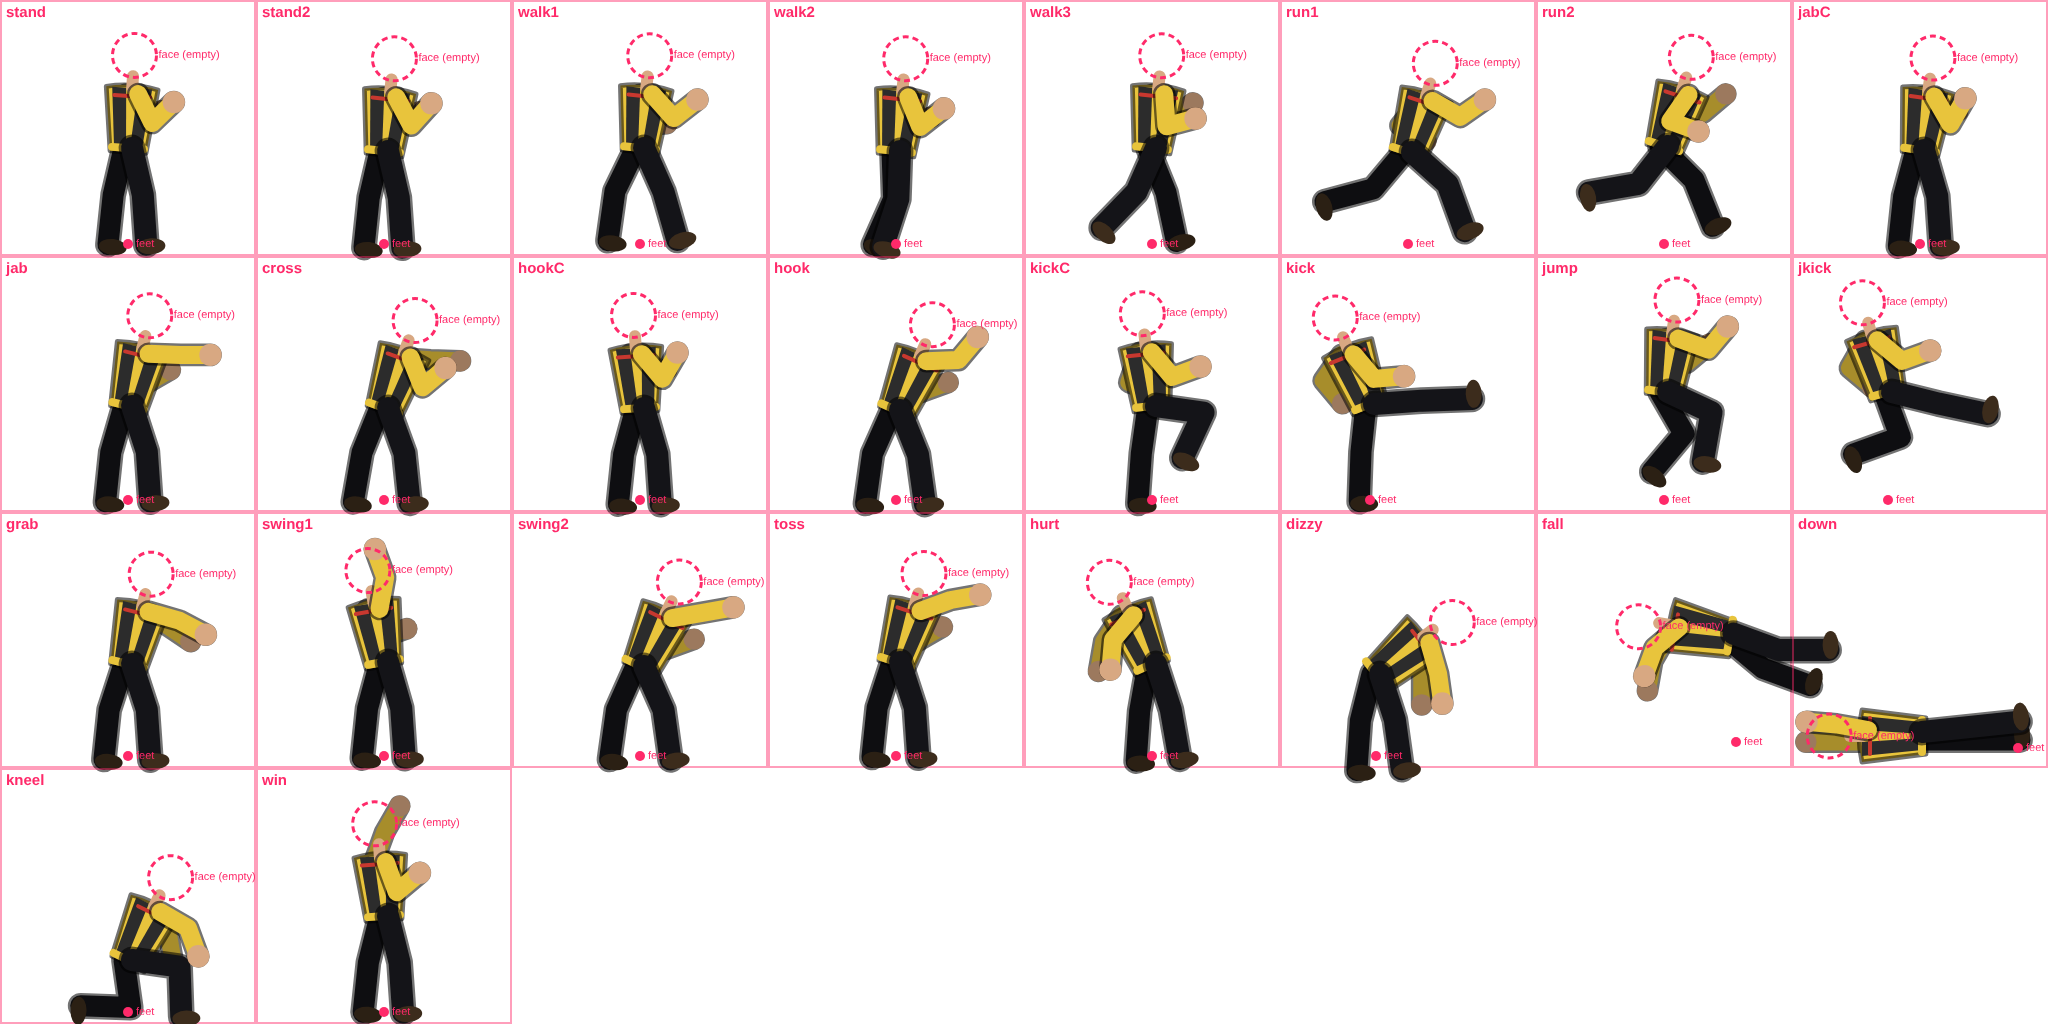 stand
face (empty)
feet
stand2
face (empty)
feet
walk1
face (empty)
feet
walk2
face (empty)
feet
walk3
face (empty)
feet
run1
face (empty)
feet
run2
face (empty)
feet
jabC
face (empty)
feet
jab
face (empty)
feet
cross
face (empty)
feet
hookC
face (empty)
feet
hook
face (empty)
feet
kickC
face (empty)
feet
kick
face (empty)
feet
jump
face (empty)
feet
jkick
face (empty)
feet
grab
face (empty)
feet
swing1
face (empty)
feet
swing2
face (empty)
feet
toss
face (empty)
feet
hurt
face (empty)
feet
dizzy
face (empty)
feet
fall
face (empty)
feet
down
face (empty)
feet
kneel
face (empty)
feet
win
face (empty)
feet